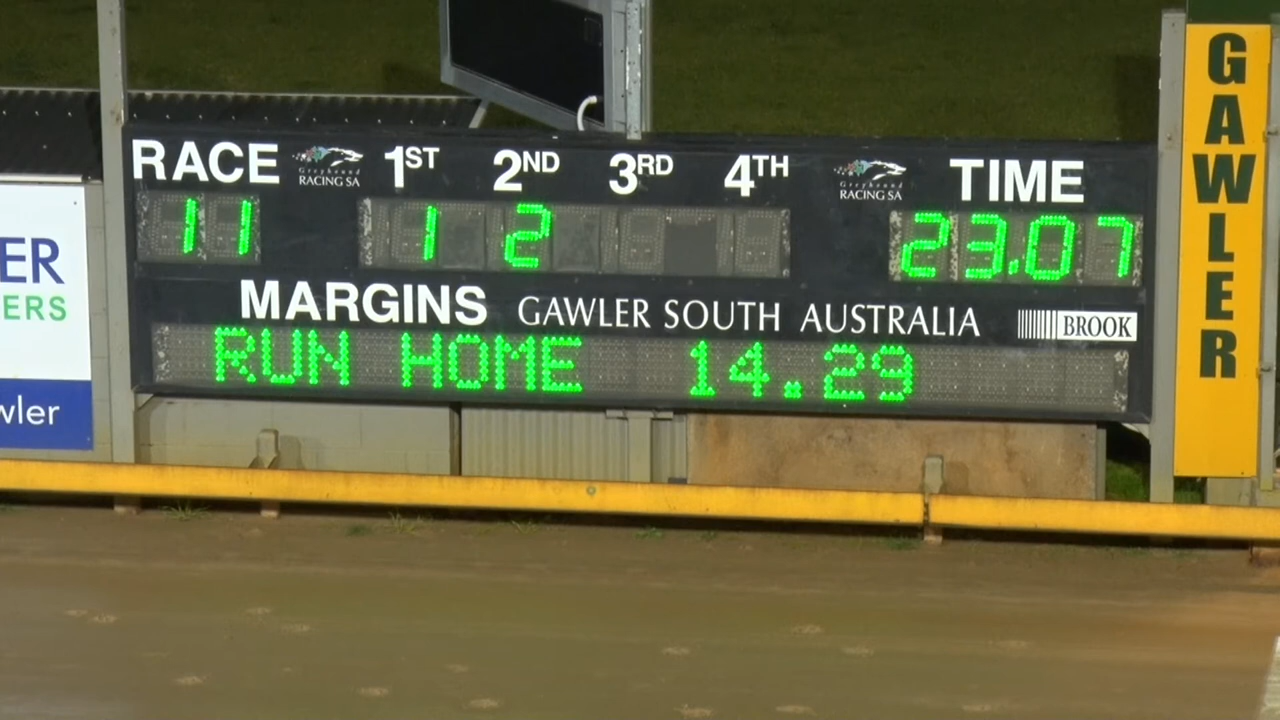 RACE Greyhound RACING SA 1ST 2ND 3RD 4TH Greyhound RACING SA TIME
11 1 2 23.07
MARGINS GAWLER SOUTH AUSTRALIA BROOK
RUN HOME 14.29
GAWLER
ER
ERS
wler